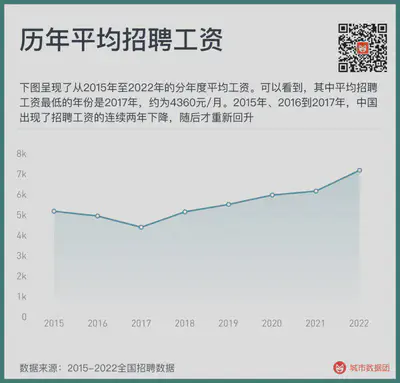 历年平均招聘工资
下图呈现了从2015年至2022年的分年度平均工资。可以看到，其中平均招聘
工资最低的年份是2017年，约为4360元/月。2015年、2016到2017年，中国
出现了招聘工资的连续两年下降，随后才重新回升
8k
7k
6k
5k
4k
3k
2k
1k
0
2015 2016 2017 2018 2019 2020 2021 2022
数据来源：2015-2022全国招聘数据
城市数据团